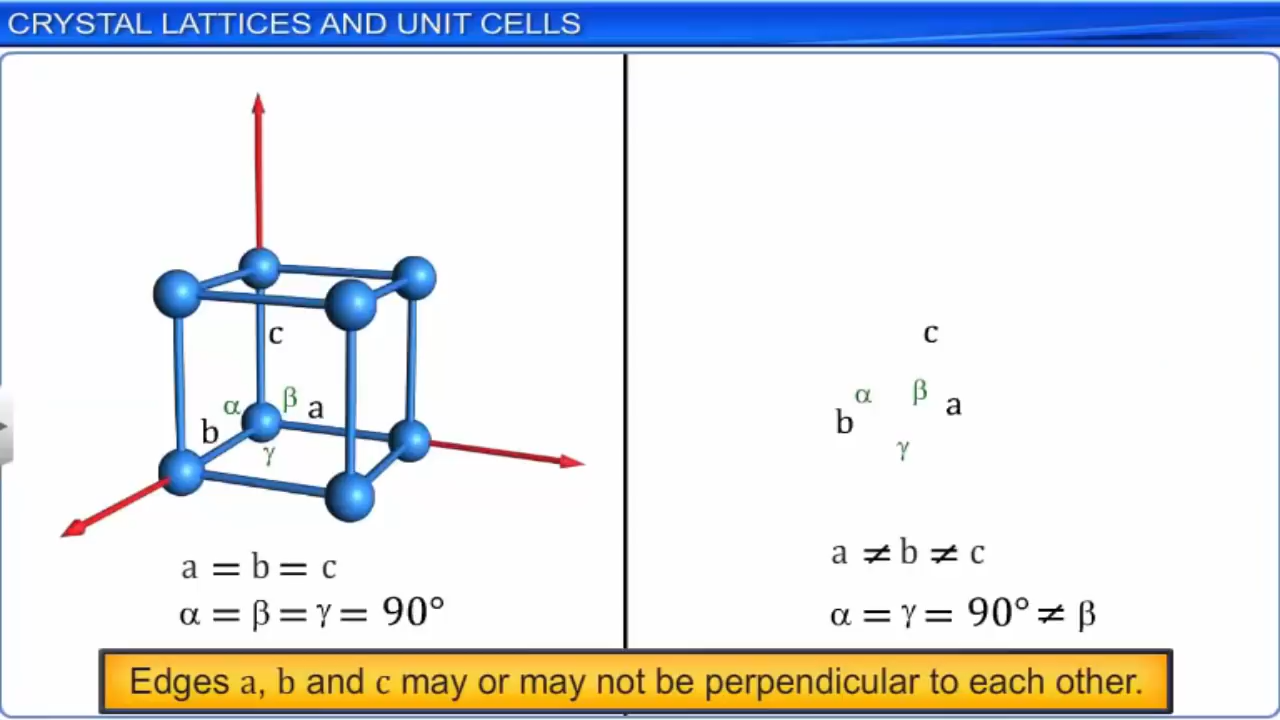 CRYSTAL LATTICES AND UNIT CELLS
c
α β a
b
γ
a = b = c
α = β = γ = 90°
c
α β a
b
γ
a ≠ b ≠ c
α = γ = 90° ≠ β
Edges a, b and c may or may not be perpendicular to each other.